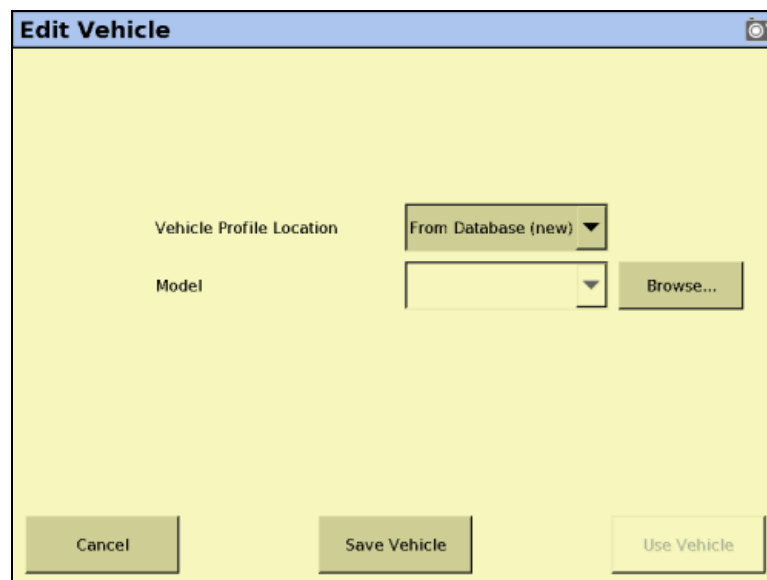 Edit Vehicle
Vehicle Profile Location
From Database (new)
Model
Browse...
Cancel
Save Vehicle
Use Vehicle